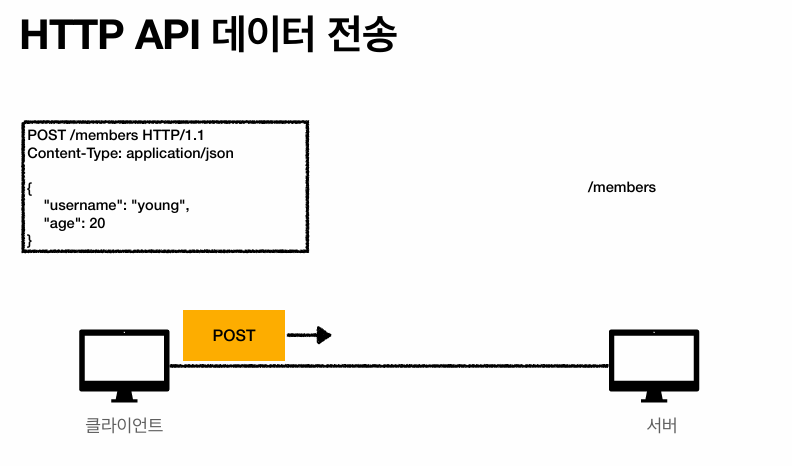 HTTP API 데이터 전송
POST /members HTTP/1.1
Content-Type: application/json
{
"username": "young",
"age": 20
}
/members
POST
클라이언트
서버